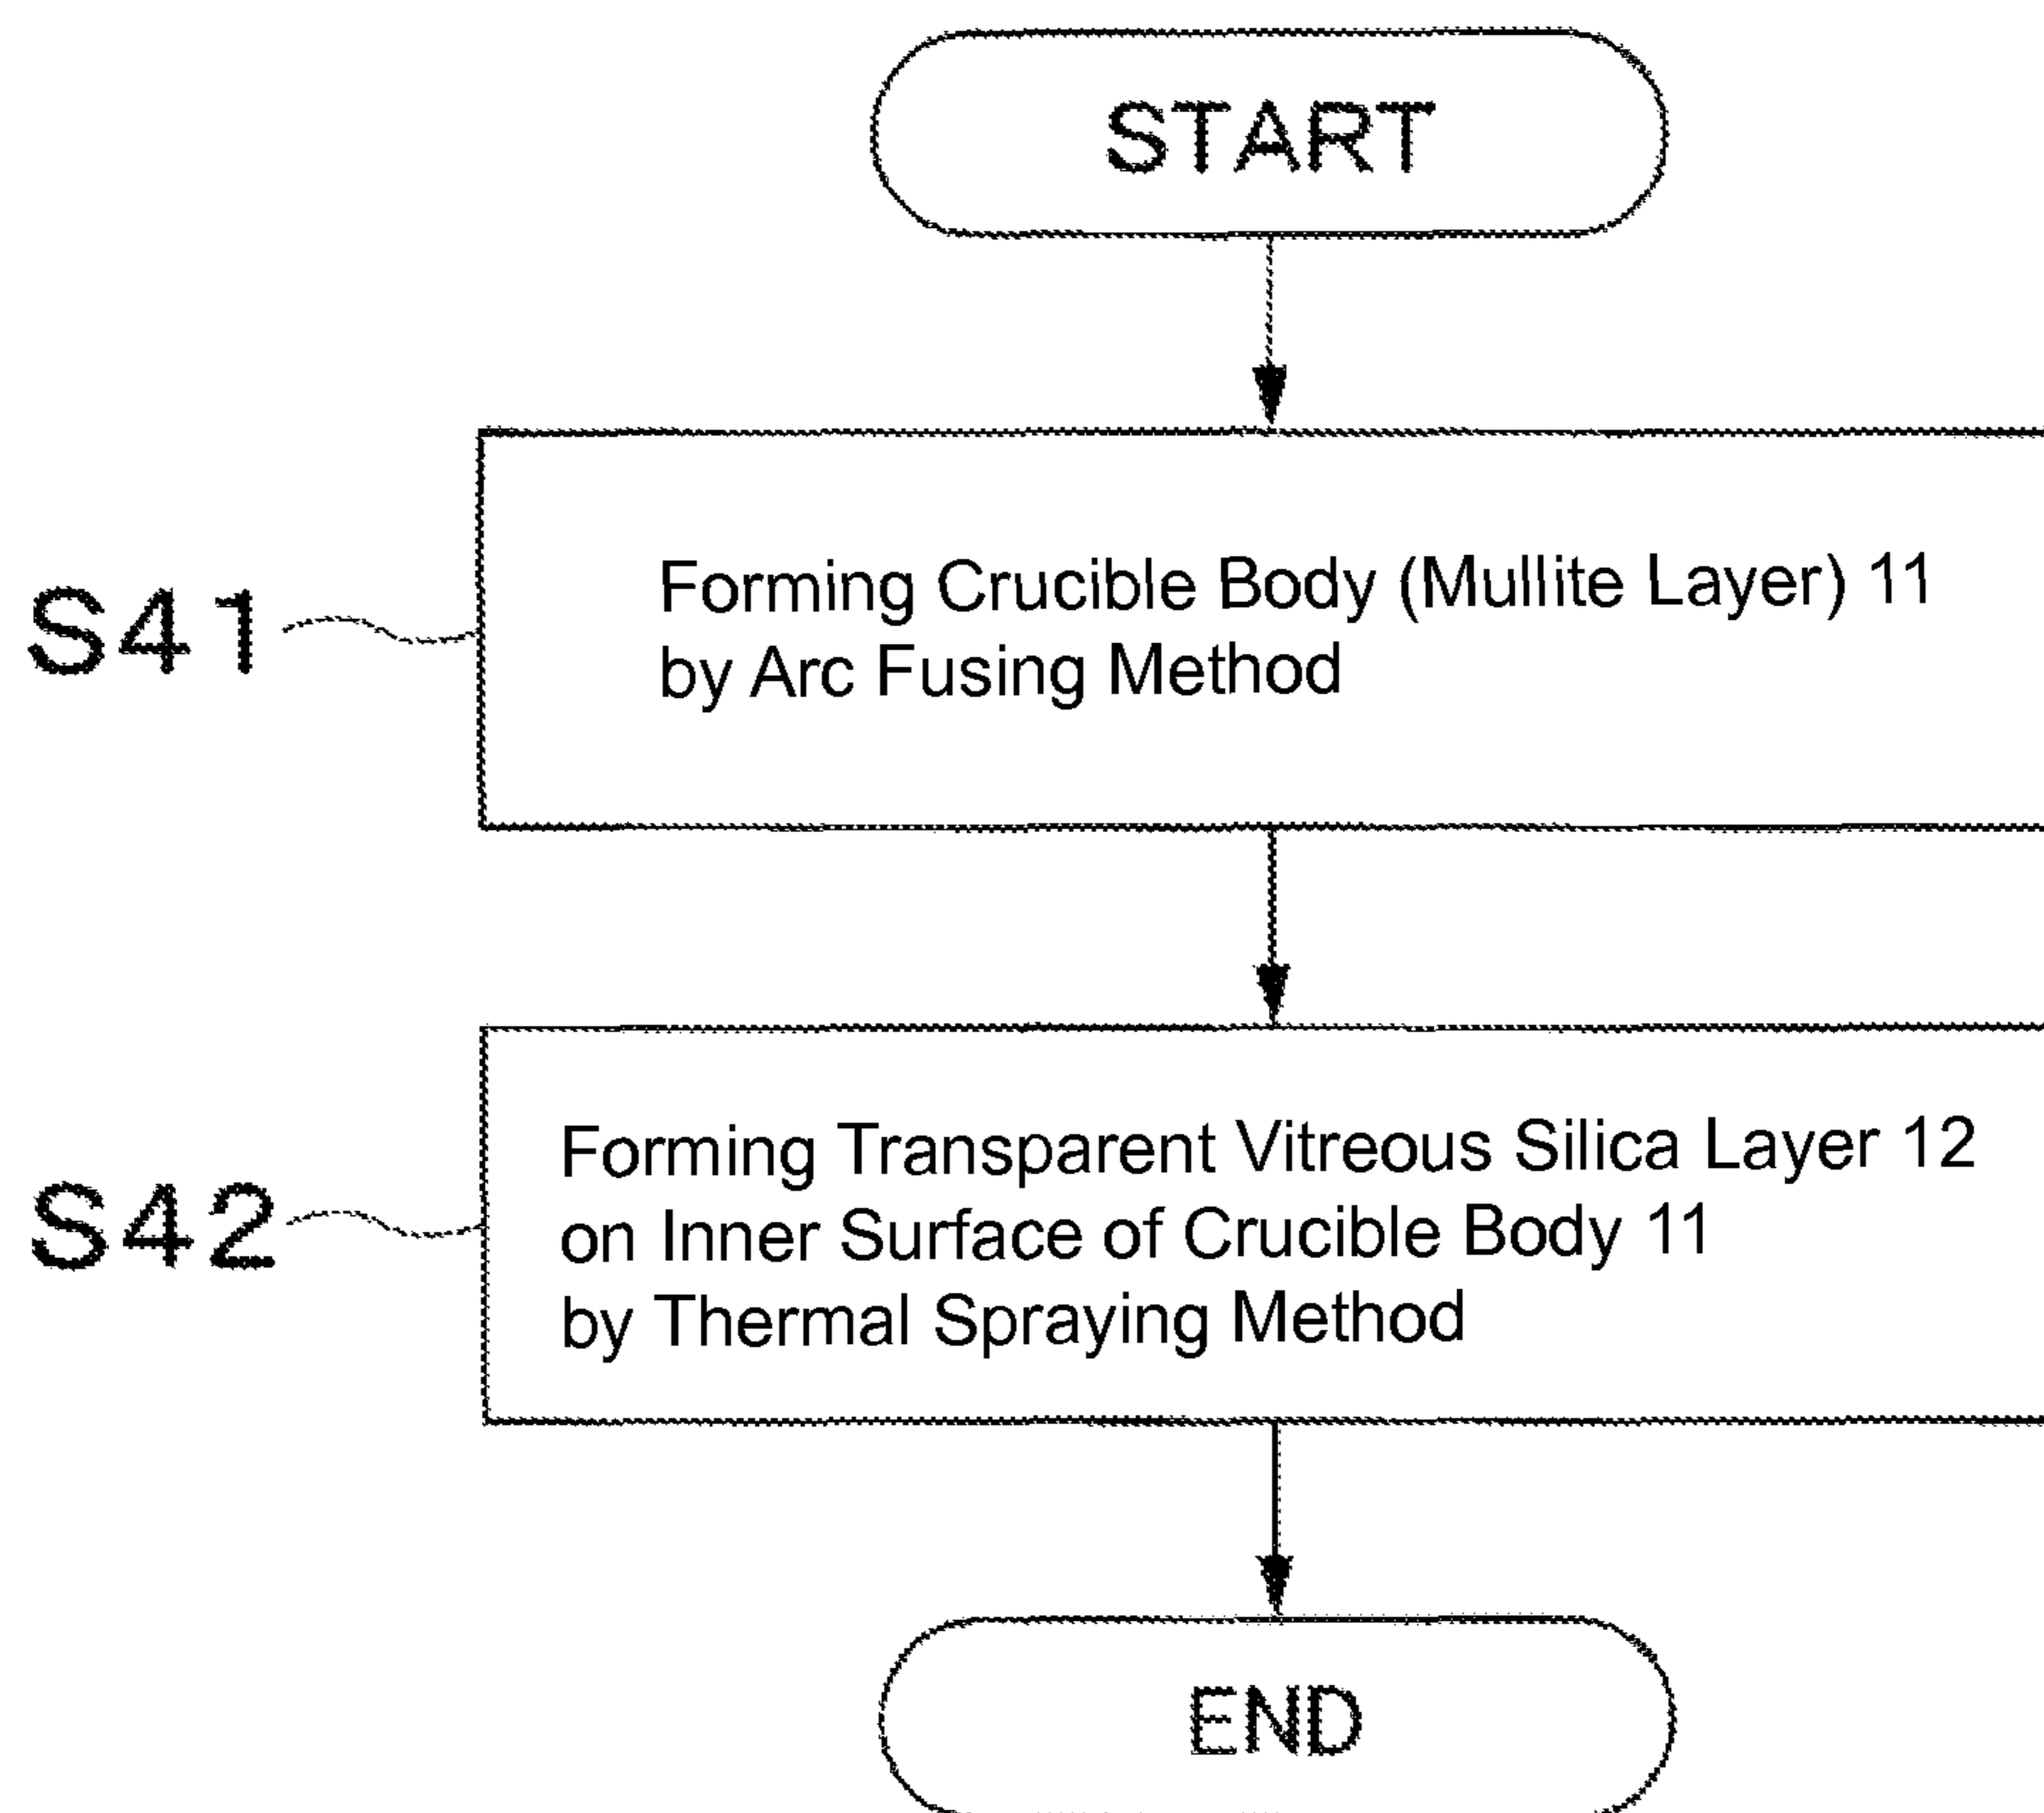 START
S41
Forming Crucible Body (Mullite Layer) 11
by Arc Fusing Method
S42
Forming Transparent Vitreous Silica Layer 12
on Inner Surface of Crucible Body 11
by Thermal Spraying Method
END